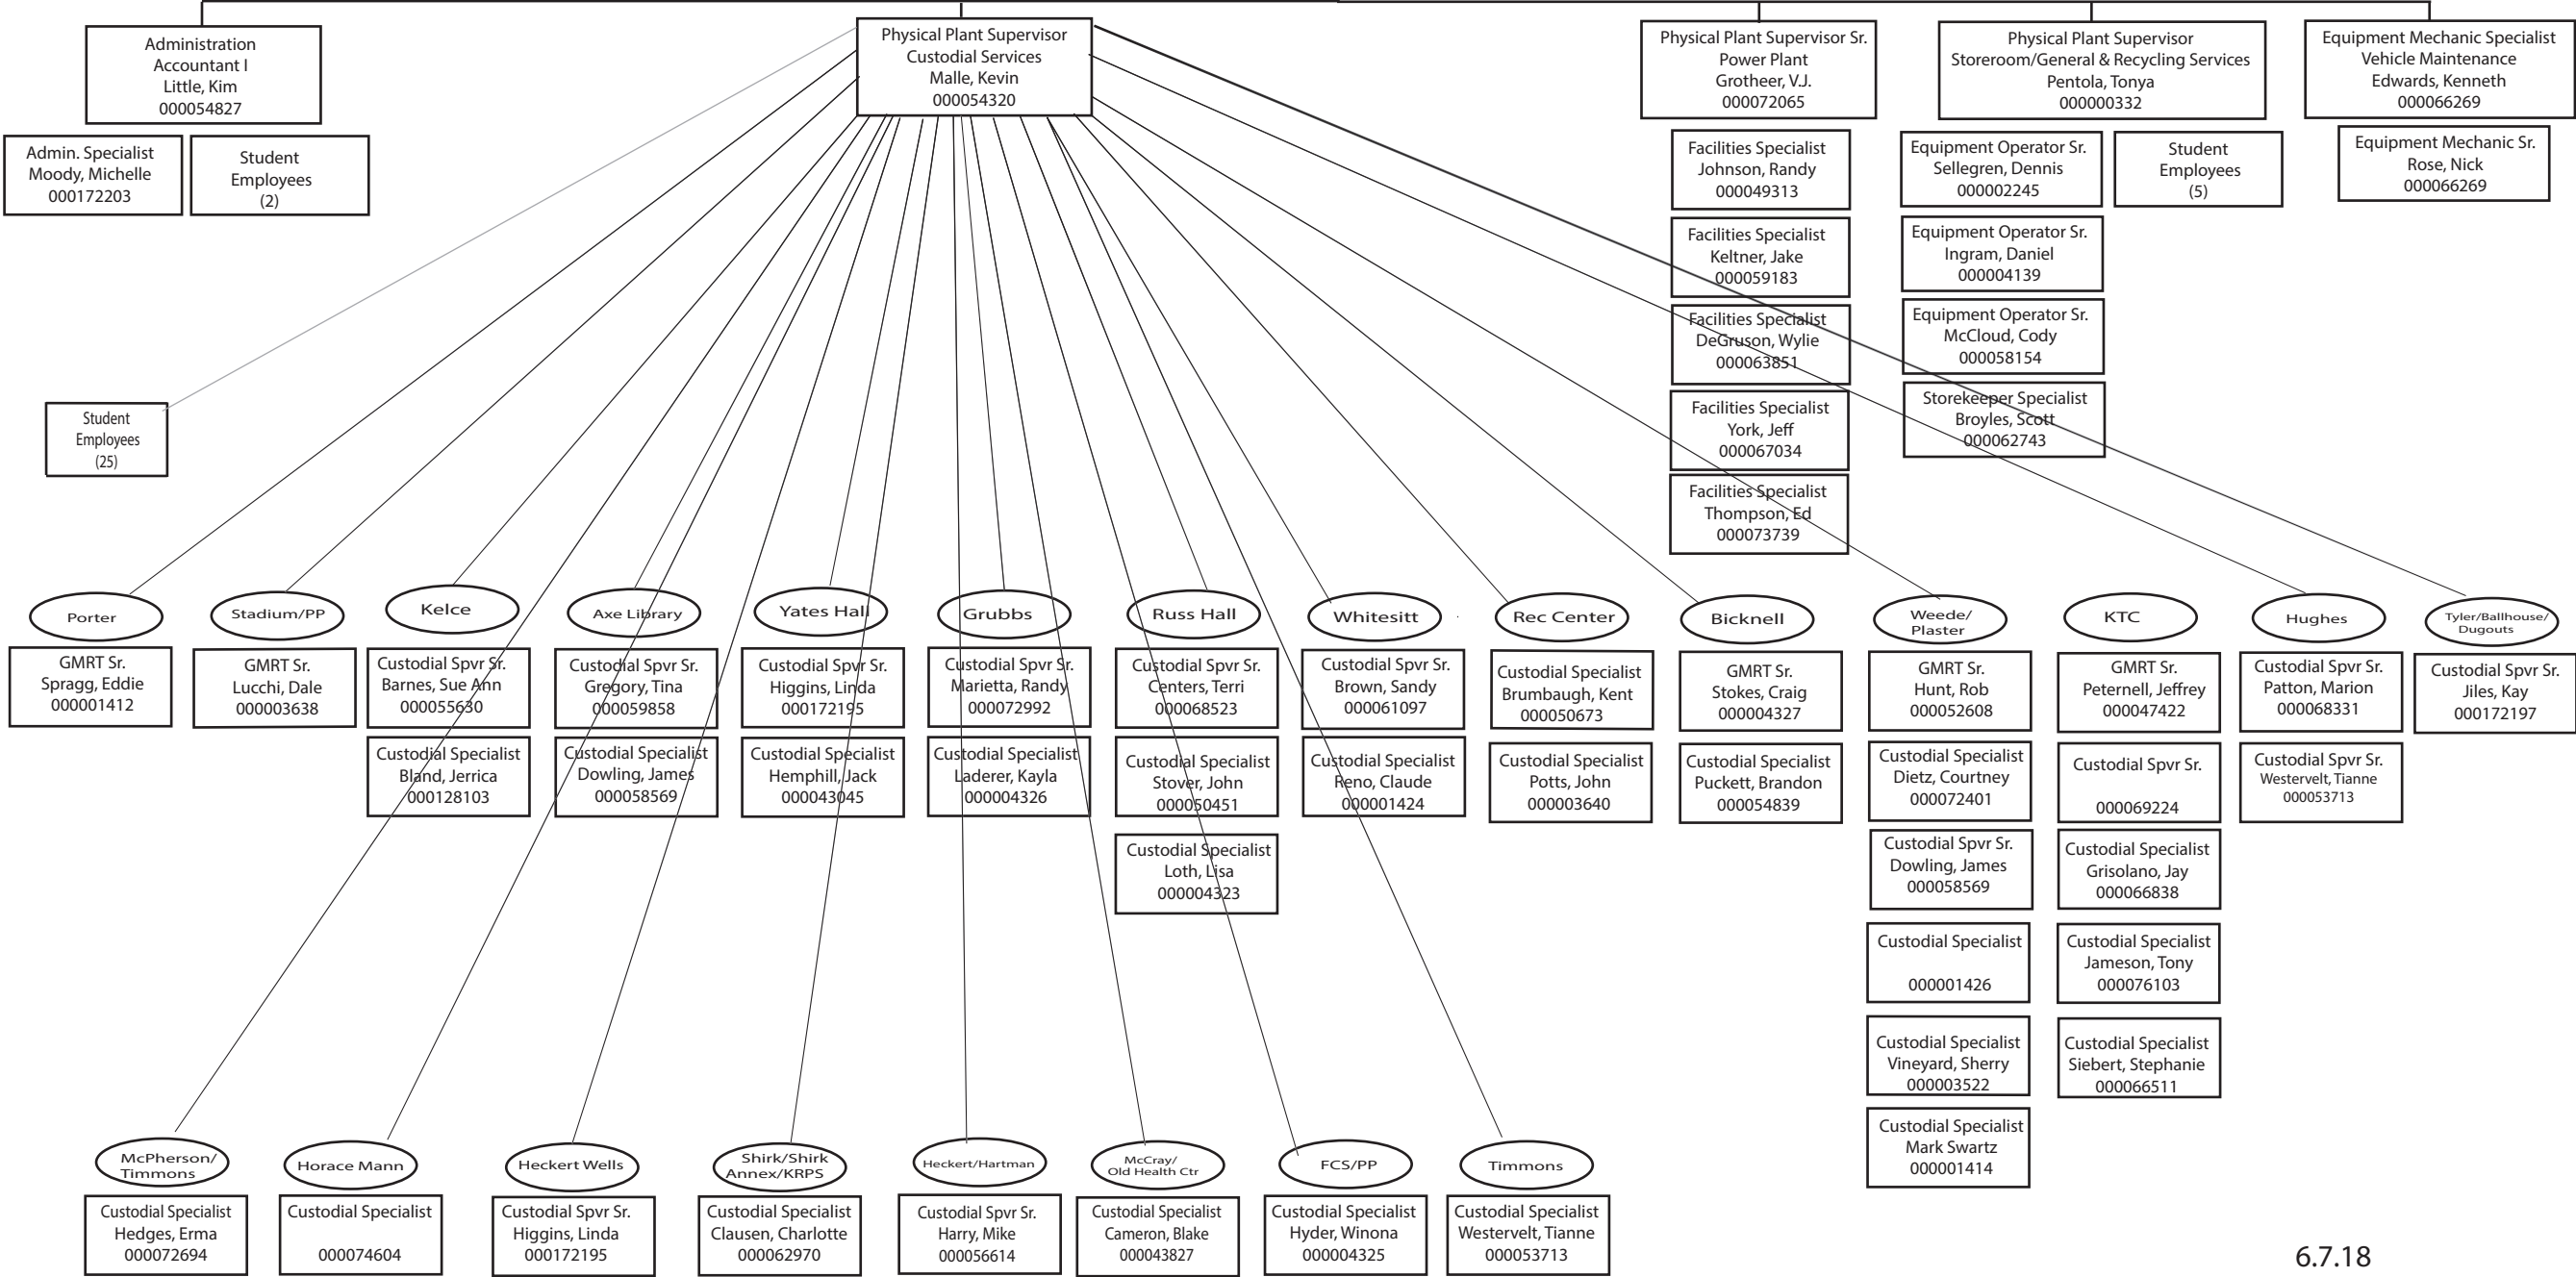 Administration
Accountant I
Little, Kim
000054827
Admin. Specialist
Moody, Michelle
000172203
Student
Employees
(2)
Physical Plant Supervisor
Custodial Services
Malle, Kevin
000054320
Physical Plant Supervisor Sr.
Power Plant
Grotheer, V.J.
000072065
Facilities Specialist
Johnson, Randy
000049313
Facilities Specialist
Keltner, Jake
000059183
Facilities Specialist
DeGruson, Wylie
000063851
Facilities Specialist
York, Jeff
000067034
Facilities Specialist
Thompson, Ed
000073739
Physical Plant Supervisor
Storeroom/General & Recycling Services
Pentola, Tonya
000000332
Equipment Operator Sr.
Sellegren, Dennis
000002245
Student
Employees
(5)
Equipment Operator Sr.
Ingram, Daniel
000004139
Equipment Operator Sr.
McCloud, Cody
000058154
Storekeeper Specialist
Broyles, Scott
000062743
Equipment Mechanic Specialist
Vehicle Maintenance
Edwards, Kenneth
000066269
Equipment Mechanic Sr.
Rose, Nick
000066269
Student
Employees
(25)
Porter
GMRT Sr.
Spragg, Eddie
000001412
Stadium/PP
GMRT Sr.
Lucchi, Dale
000003638
Kelce
Custodial Spvr Sr.
Barnes, Sue Ann
000055630
Custodial Specialist
Bland, Jerrica
000128103
Axe Library
Custodial Spvr Sr.
Gregory, Tina
000059858
Custodial Specialist
Dowling, James
000058569
Yates Hall
Custodial Spvr Sr.
Higgins, Linda
000172195
Custodial Specialist
Hemphill, Jack
000043045
Grubbs
Custodial Spvr Sr.
Marietta, Randy
000072992
Custodial Specialist
Laderer, Kayla
000004326
Russ Hall
Custodial Spvr Sr.
Centers, Terri
000068523
Custodial Specialist
Stover, John
000050451
Custodial Specialist
Loth, Lisa
000004323
Whitesitt
Custodial Spvr Sr.
Brown, Sandy
000061097
Custodial Specialist
Reno, Claude
000001424
Rec Center
Custodial Specialist
Brumbaugh, Kent
000050673
Custodial Specialist
Potts, John
000003640
Bicknell
GMRT Sr.
Stokes, Craig
000004327
Custodial Specialist
Puckett, Brandon
000054839
Weede/
Plaster
GMRT Sr.
Hunt, Rob
000052608
Custodial Specialist
Dietz, Courtney
000072401
Custodial Spvr Sr.
Dowling, James
000058569
Custodial Specialist
000001426
Custodial Specialist
Vineyard, Sherry
000003522
Custodial Specialist
Mark Swartz
000001414
KTC
GMRT Sr.
Peternell, Jeffrey
000047422
Custodial Spvr Sr.
000069224
Custodial Specialist
Grisolano, Jay
000066838
Custodial Specialist
Jameson, Tony
000076103
Custodial Specialist
Siebert, Stephanie
000066511
Hughes
Custodial Spvr Sr.
Patton, Marion
000068331
Custodial Spvr Sr.
Westervelt, Tianne
000053713
Tyler/Ballhouse/
Dugouts
Custodial Spvr Sr.
Jiles, Kay
000172197
McPherson/
Timmons
Custodial Specialist
Hedges, Erma
000072694
Horace Mann
Custodial Specialist
000074604
Heckert Wells
Custodial Spvr Sr.
Higgins, Linda
000172195
Shirk/Shirk
Annex/KRPS
Custodial Specialist
Clausen, Charlotte
000062970
Heckert/Hartman
Custodial Spvr Sr.
Harry, Mike
000056614
McCray/
Old Health Ctr
Custodial Specialist
Cameron, Blake
000043827
FCS/PP
Custodial Specialist
Hyder, Winona
000004325
Timmons
Custodial Specialist
Westervelt, Tianne
000053713
6.7.18